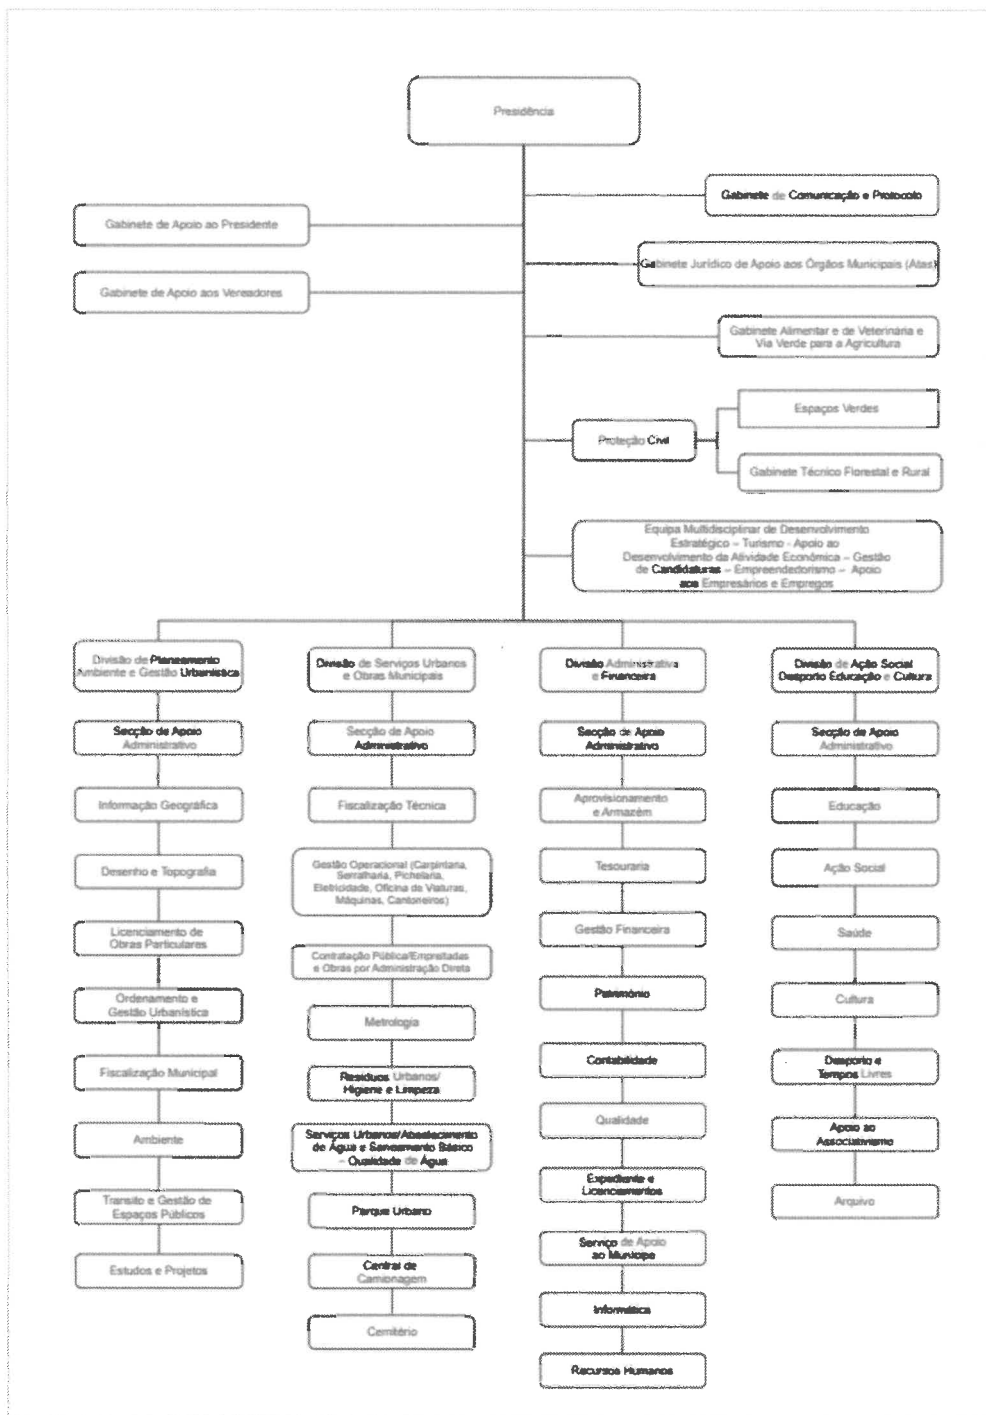 Presidência
Gabinete de Comunicação e Protocolo
Gabinete de Apoio ao Presidente
Gabinete Jurídico de Apoio aos Órgãos Municipais (Atas)
Gabinete de Apoio aos Vereadores
Gabinete Alimentar e de Veterinária e
Via Verde para a Agricultura
Espaços Verdes
Proteção Civil
Gabinete Técnico Florestal e Rural
Equipa Multidisciplinar de Desenvolvimento
Estratégico – Turismo - Apoio ao
Desenvolvimento da Atividade Económica – Gestão
de Candidaturas – Empreendedorismo – Apoio
aos Empresários e Empregos
Divisão de Planeamento
Ambiente e Gestão Urbanística
Secção de Apoio
Administrativo
Informação Geográfica
Desenho e Topografia
Licenciamento de
Obras Particulares
Ordenamento e
Gestão Urbanística
Fiscalização Municipal
Ambiente
Transito e Gestão de
Espaços Públicos
Estudos e Projetos
Divisão de Serviços Urbanos
e Obras Municipais
Secção de Apoio
Administrativo
Fiscalização Técnica
Gestão Operacional (Carpintaria,
Serralharia, Pichelaria,
Eletricidade, Oficina de Viaturas,
Máquinas, Cantoneiros)
Contratação Pública/Empreitadas
e Obras por Administração Direta
Metrologia
Resíduos Urbanos/
Higiene e Limpeza
Serviços Urbanos/Abastecimento
de Água e Saneamento Básico
– Qualidade de Água
Parque Urbano
Central de
Camionagem
Cemitério
Divisão Administrativa
e Financeira
Secção de Apoio
Administrativo
Aprovisionamento
e Armazém
Tesouraria
Gestão Financeira
Património
Contabilidade
Qualidade
Expediente e
Licenciamentos
Serviço de Apoio
ao Munícipe
Informática
Recursos Humanos
Divisão de Ação Social
Desporto Educação e Cultura
Secção de Apoio
Administrativo
Educação
Ação Social
Saúde
Cultura
Desporto e
Tempos Livres
Apoio ao
Associativismo
Arquivo